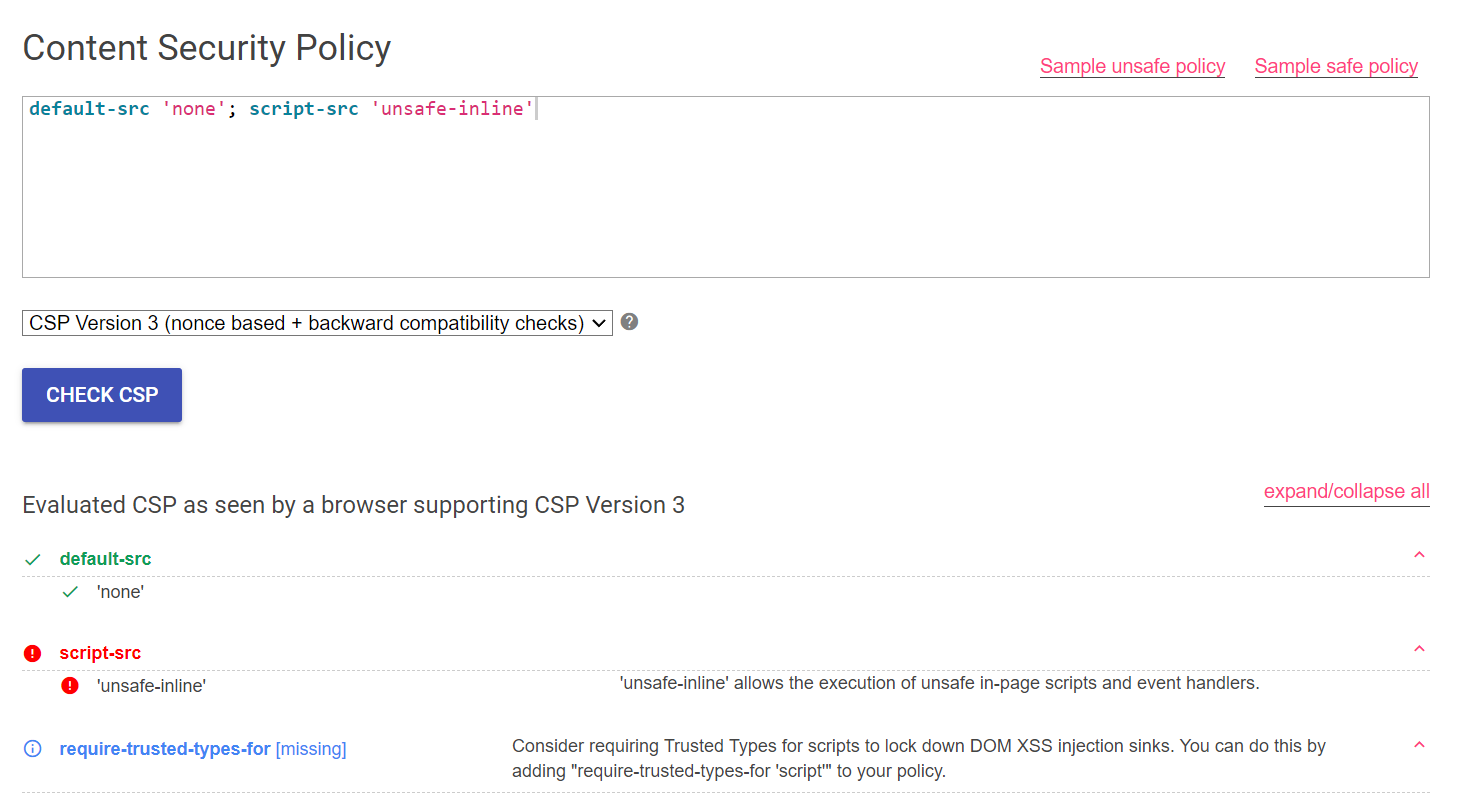 Content Security Policy
Sample unsafe policy Sample safe policy
default-src 'none'; script-src 'unsafe-inline'
CSP Version 3 (nonce based + backward compatibility checks)
?
CHECK CSP
Evaluated CSP as seen by a browser supporting CSP Version 3
expand/collapse all
default-src
'none'
script-src
'unsafe-inline' 'unsafe-inline' allows the execution of unsafe in-page scripts and event handlers.
require-trusted-types-for [missing] Consider requiring Trusted Types for scripts to lock down DOM XSS injection sinks. You can do this by
adding "require-trusted-types-for 'script'" to your policy.